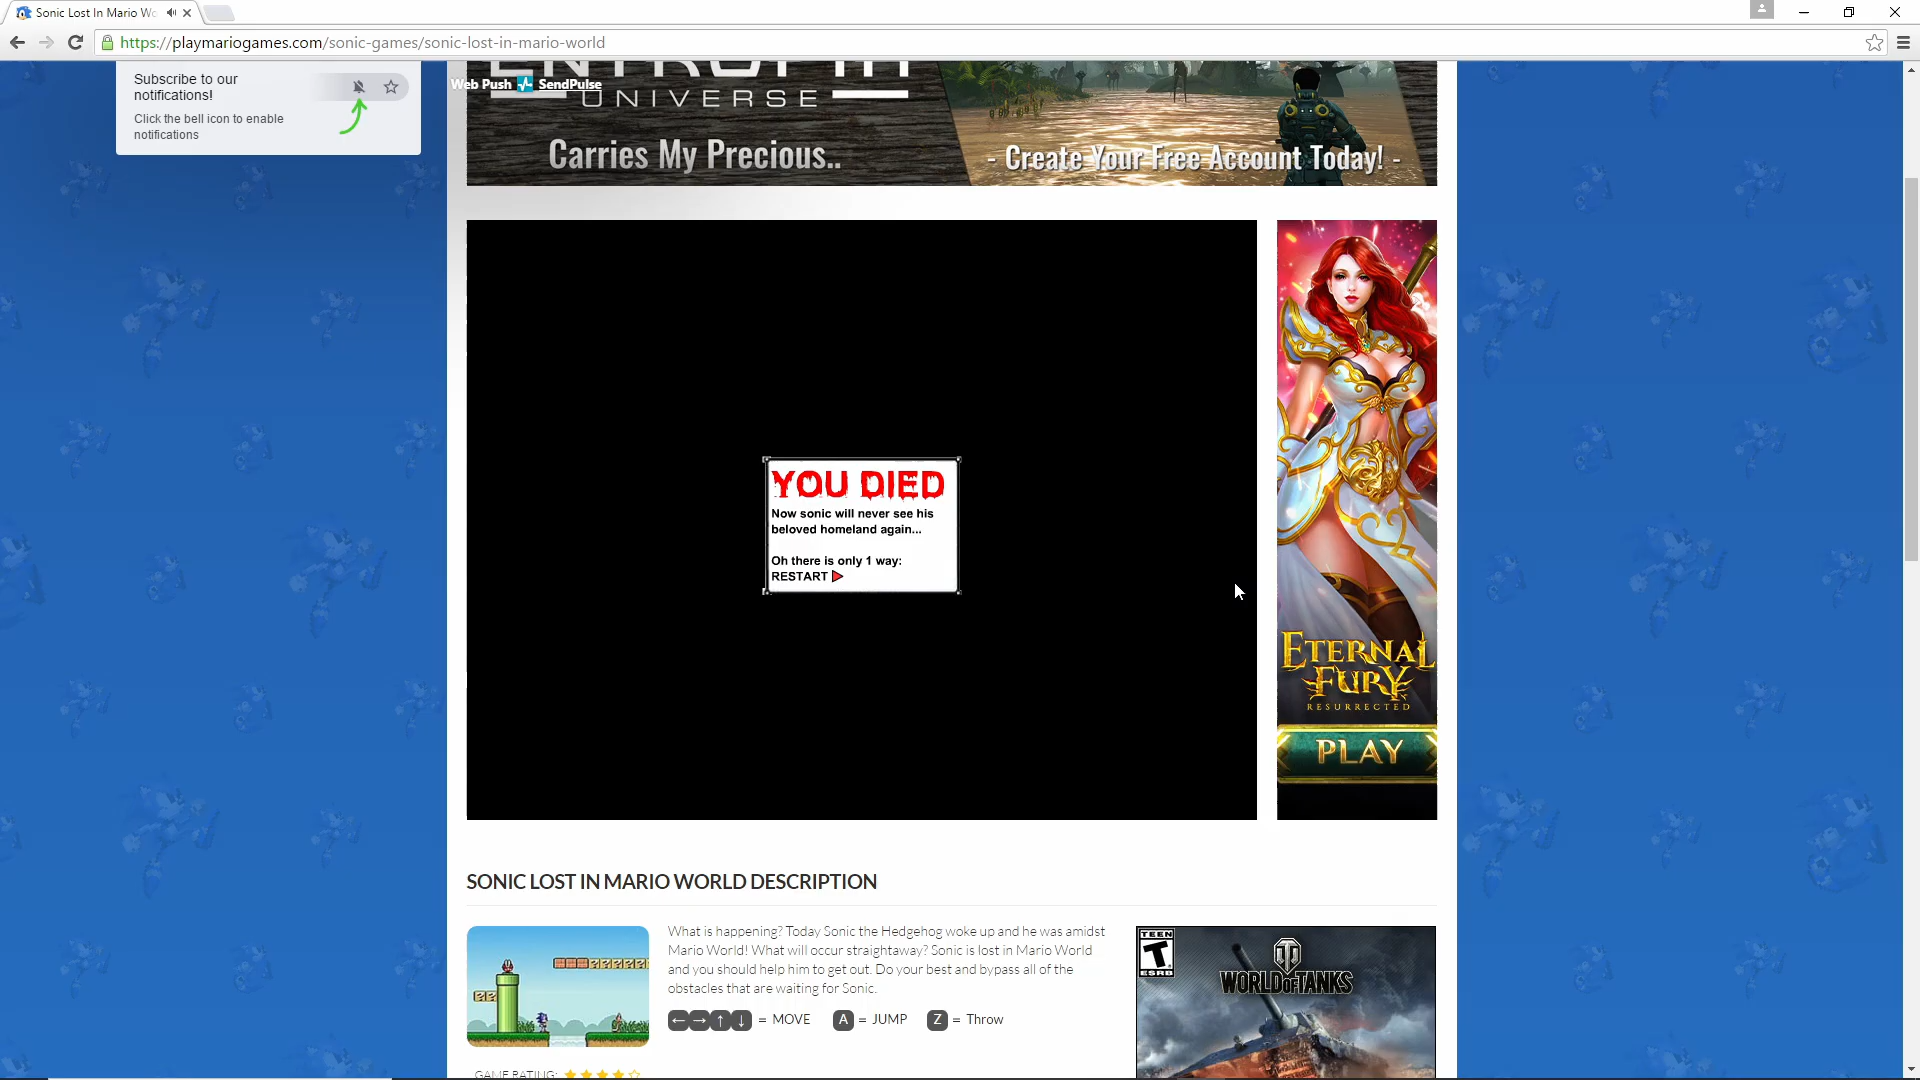 Sonic Lost In Mario Wo
https://playmariogames.com/sonic-games/sonic-lost-in-mario-world
Subscribe to our
notifications!
Click the bell icon to enable
notifications
Web Push SendPulse
UNIVERSE
Carries My Precious..
- Create Your Free Account Today! -
YOU DIED
Now sonic will never see his
beloved homeland again...
Oh there is only 1 way:
RESTART
ETERNAL
FURY
RESURRECTED
PLAY
SONIC LOST IN MARIO WORLD DESCRIPTION
What is happening? Today Sonic the Hedgehog woke up and he was amidst
Mario World! What will occur straightaway? Sonic is lost in Mario World
and you should help him to get out. Do your best and bypass all of the
obstacles that are waiting for Sonic.
←→↑↓ = MOVE A = JUMP Z = Throw
GAME RATING:
TEEN
T
ESRB
WORLD OF TANKS